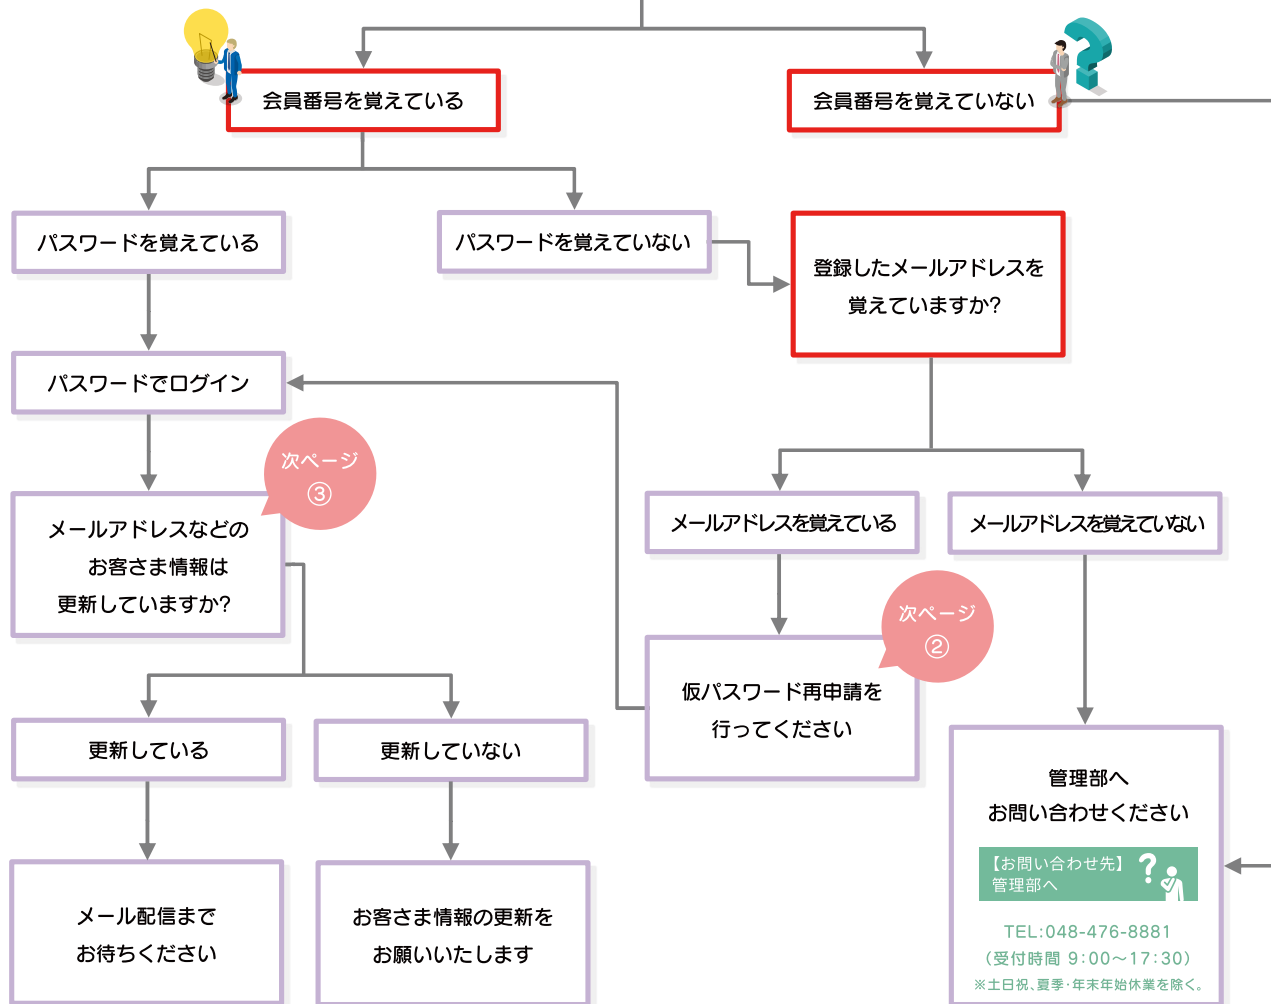 会員番号を覚えている
会員番号を覚えていない
パスワードを覚えている
パスワードを覚えていない
登録したメールアドレスを
覚えていますか?
パスワードでログイン
次ページ
③
メールアドレスなどの
お客さま情報は
更新していますか?
メールアドレスを覚えている
メールアドレスを覚えていない
次ページ
②
仮パスワード再申請を
行ってください
更新している
更新していない
管理部へ
お問い合わせください
【お問い合わせ先】
管理部へ
TEL:048-476-8881
(受付時間 9:00〜17:30)
※土日祝、夏季・年末年始休業を除く。
メール配信まで
お待ちください
お客さま情報の更新を
お願いいたします